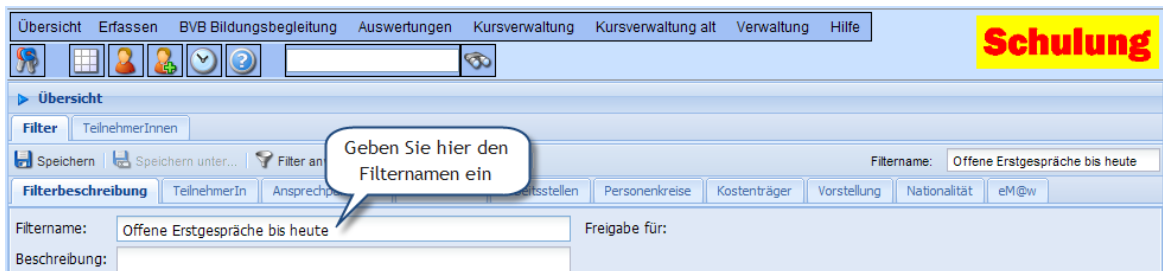 Übersicht Erfassen BVB Bildungsbegleitung Auswertungen Kursverwaltung Kursverwaltung alt Verwaltung Hilfe
Schulung
Übersicht
Filter TeilnehmerInnen
Speichern Speichern unter... Filter an Filtername: Offene Erstgespräche bis heute
Geben Sie hier den
Filternamen ein
Filterbeschreibung TeilnehmerIn Personenkreise Kostenträger Vorstellung Nationalität eM@w
Filtername: Offene Erstgespräche bis heute Freigabe für:
Beschreibung: